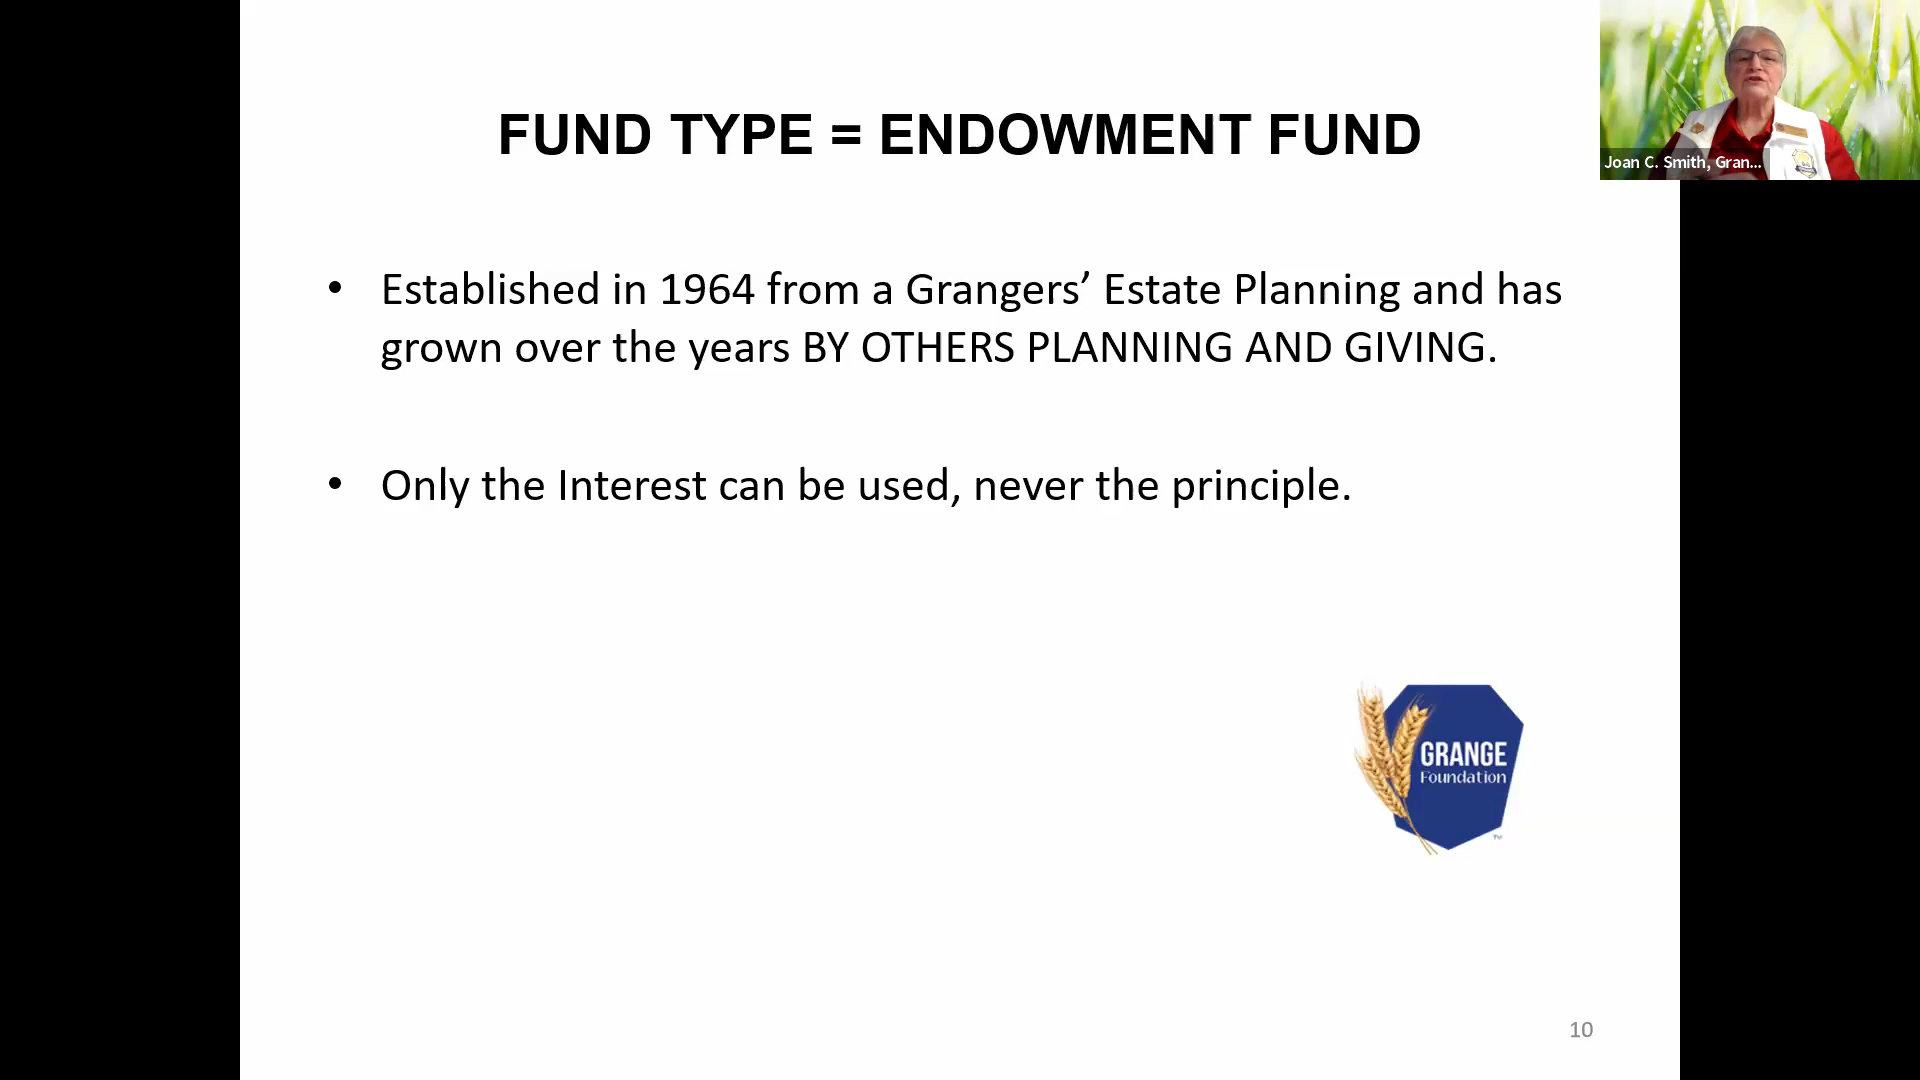 FUND TYPE = ENDOWMENT FUND
Joan C. Smith, Gran...
• Established in 1964 from a Grangers’ Estate Planning and has
grown over the years BY OTHERS PLANNING AND GIVING.
• Only the Interest can be used, never the principle.
GRANGE
Foundation
TM
10